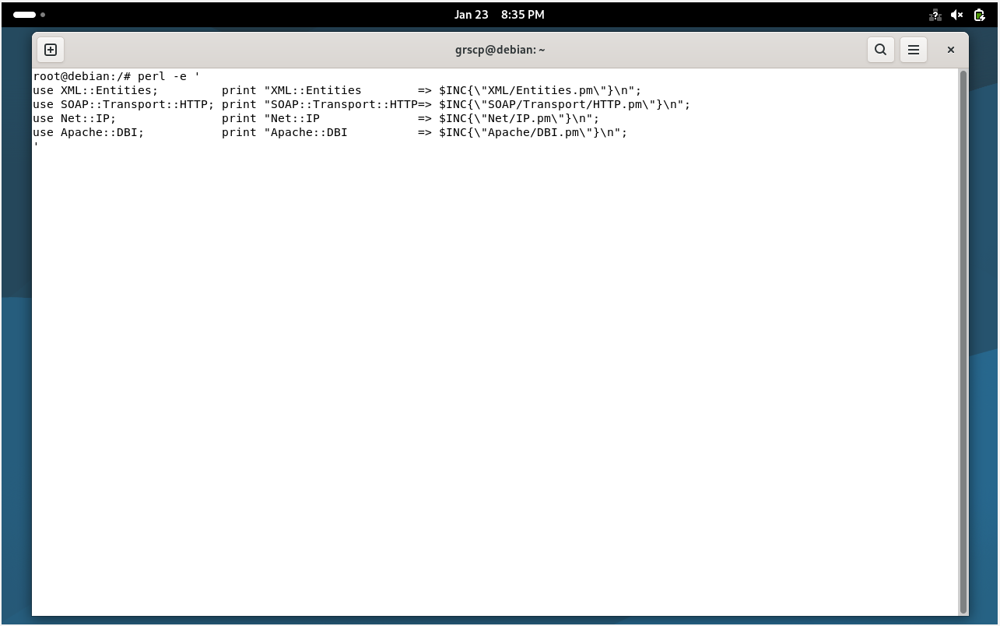 Jan 23 8:35 PM
grscp@debian: ~
root@debian:/# perl -e '
use XML::Entities;         print "XML::Entities        => $INC{\"XML/Entities.pm\"}\n";
use SOAP::Transport::HTTP; print "SOAP::Transport::HTTP=> $INC{\"SOAP/Transport/HTTP.pm\"}\n";
use Net::IP;               print "Net::IP              => $INC{\"Net/IP.pm\"}\n";
use Apache::DBI;           print "Apache::DBI          => $INC{\"Apache/DBI.pm\"}\n";
'